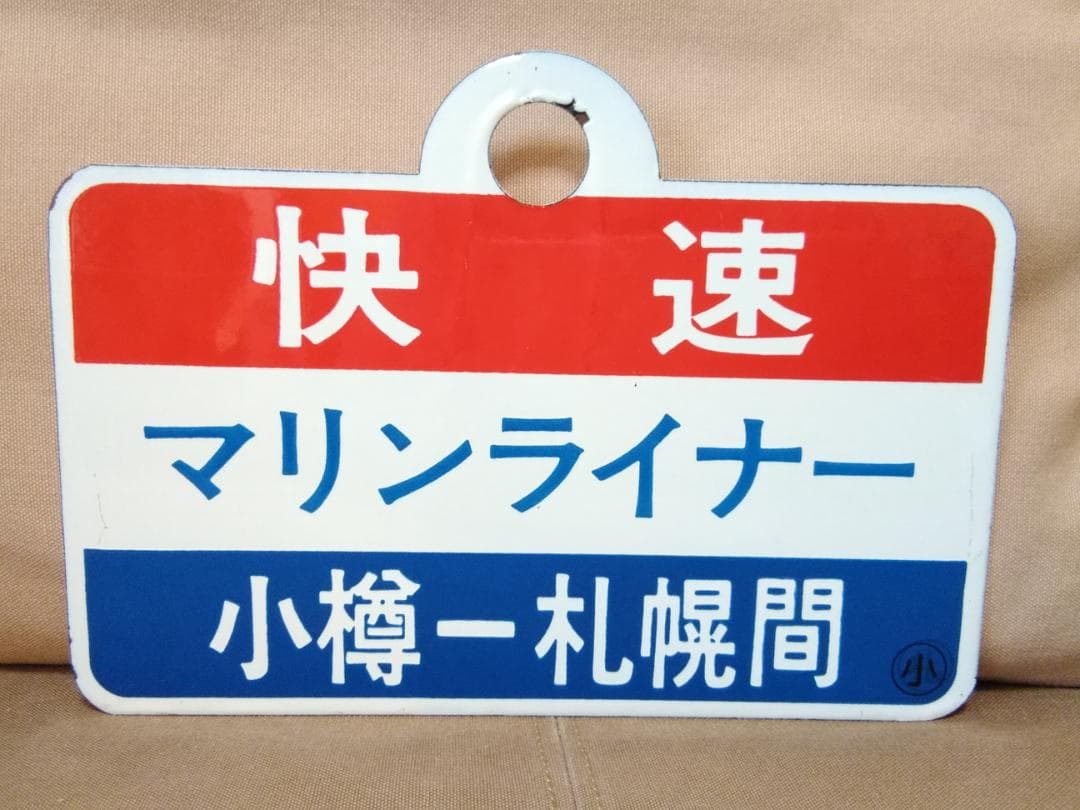 快速
マリンライナー
小樽ー札幌間
小